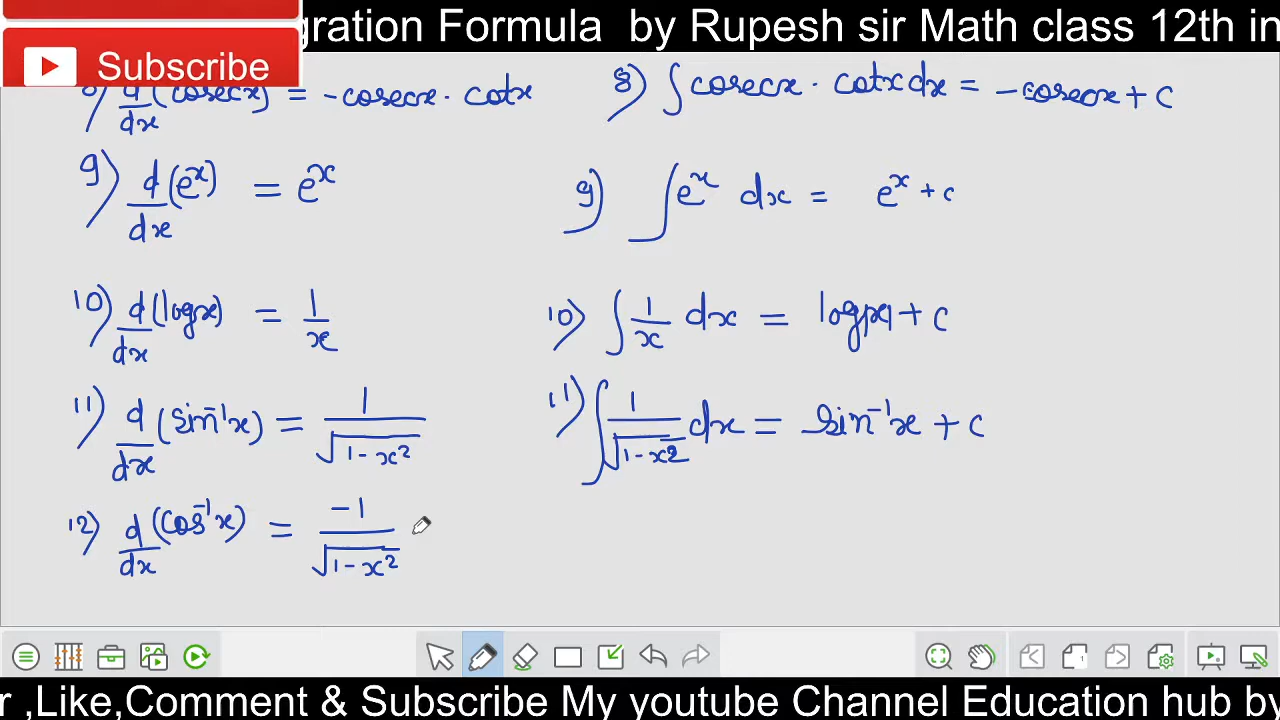 gration Formula by Rupesh sir Math class 12th in
Subscribe
8) d/dx (cosecx) = -cosecx · cotx
8) ∫ cosecx · cotx dx = -cosecx + c
9) d/dx (e^x) = e^x
9) ∫ e^x dx = e^x + c
10) d/dx (logx) = 1/x
10) ∫ 1/x dx = log|x| + c
11) d/dx (sin⁻¹x) = 1/√(1-x²)
11) ∫ 1/√(1-x²) dx = sin⁻¹x + c
12) d/dx (cos⁻¹x) = -1/√(1-x²)
r ,Like,Comment & Subscribe My youtube Channel Education hub by